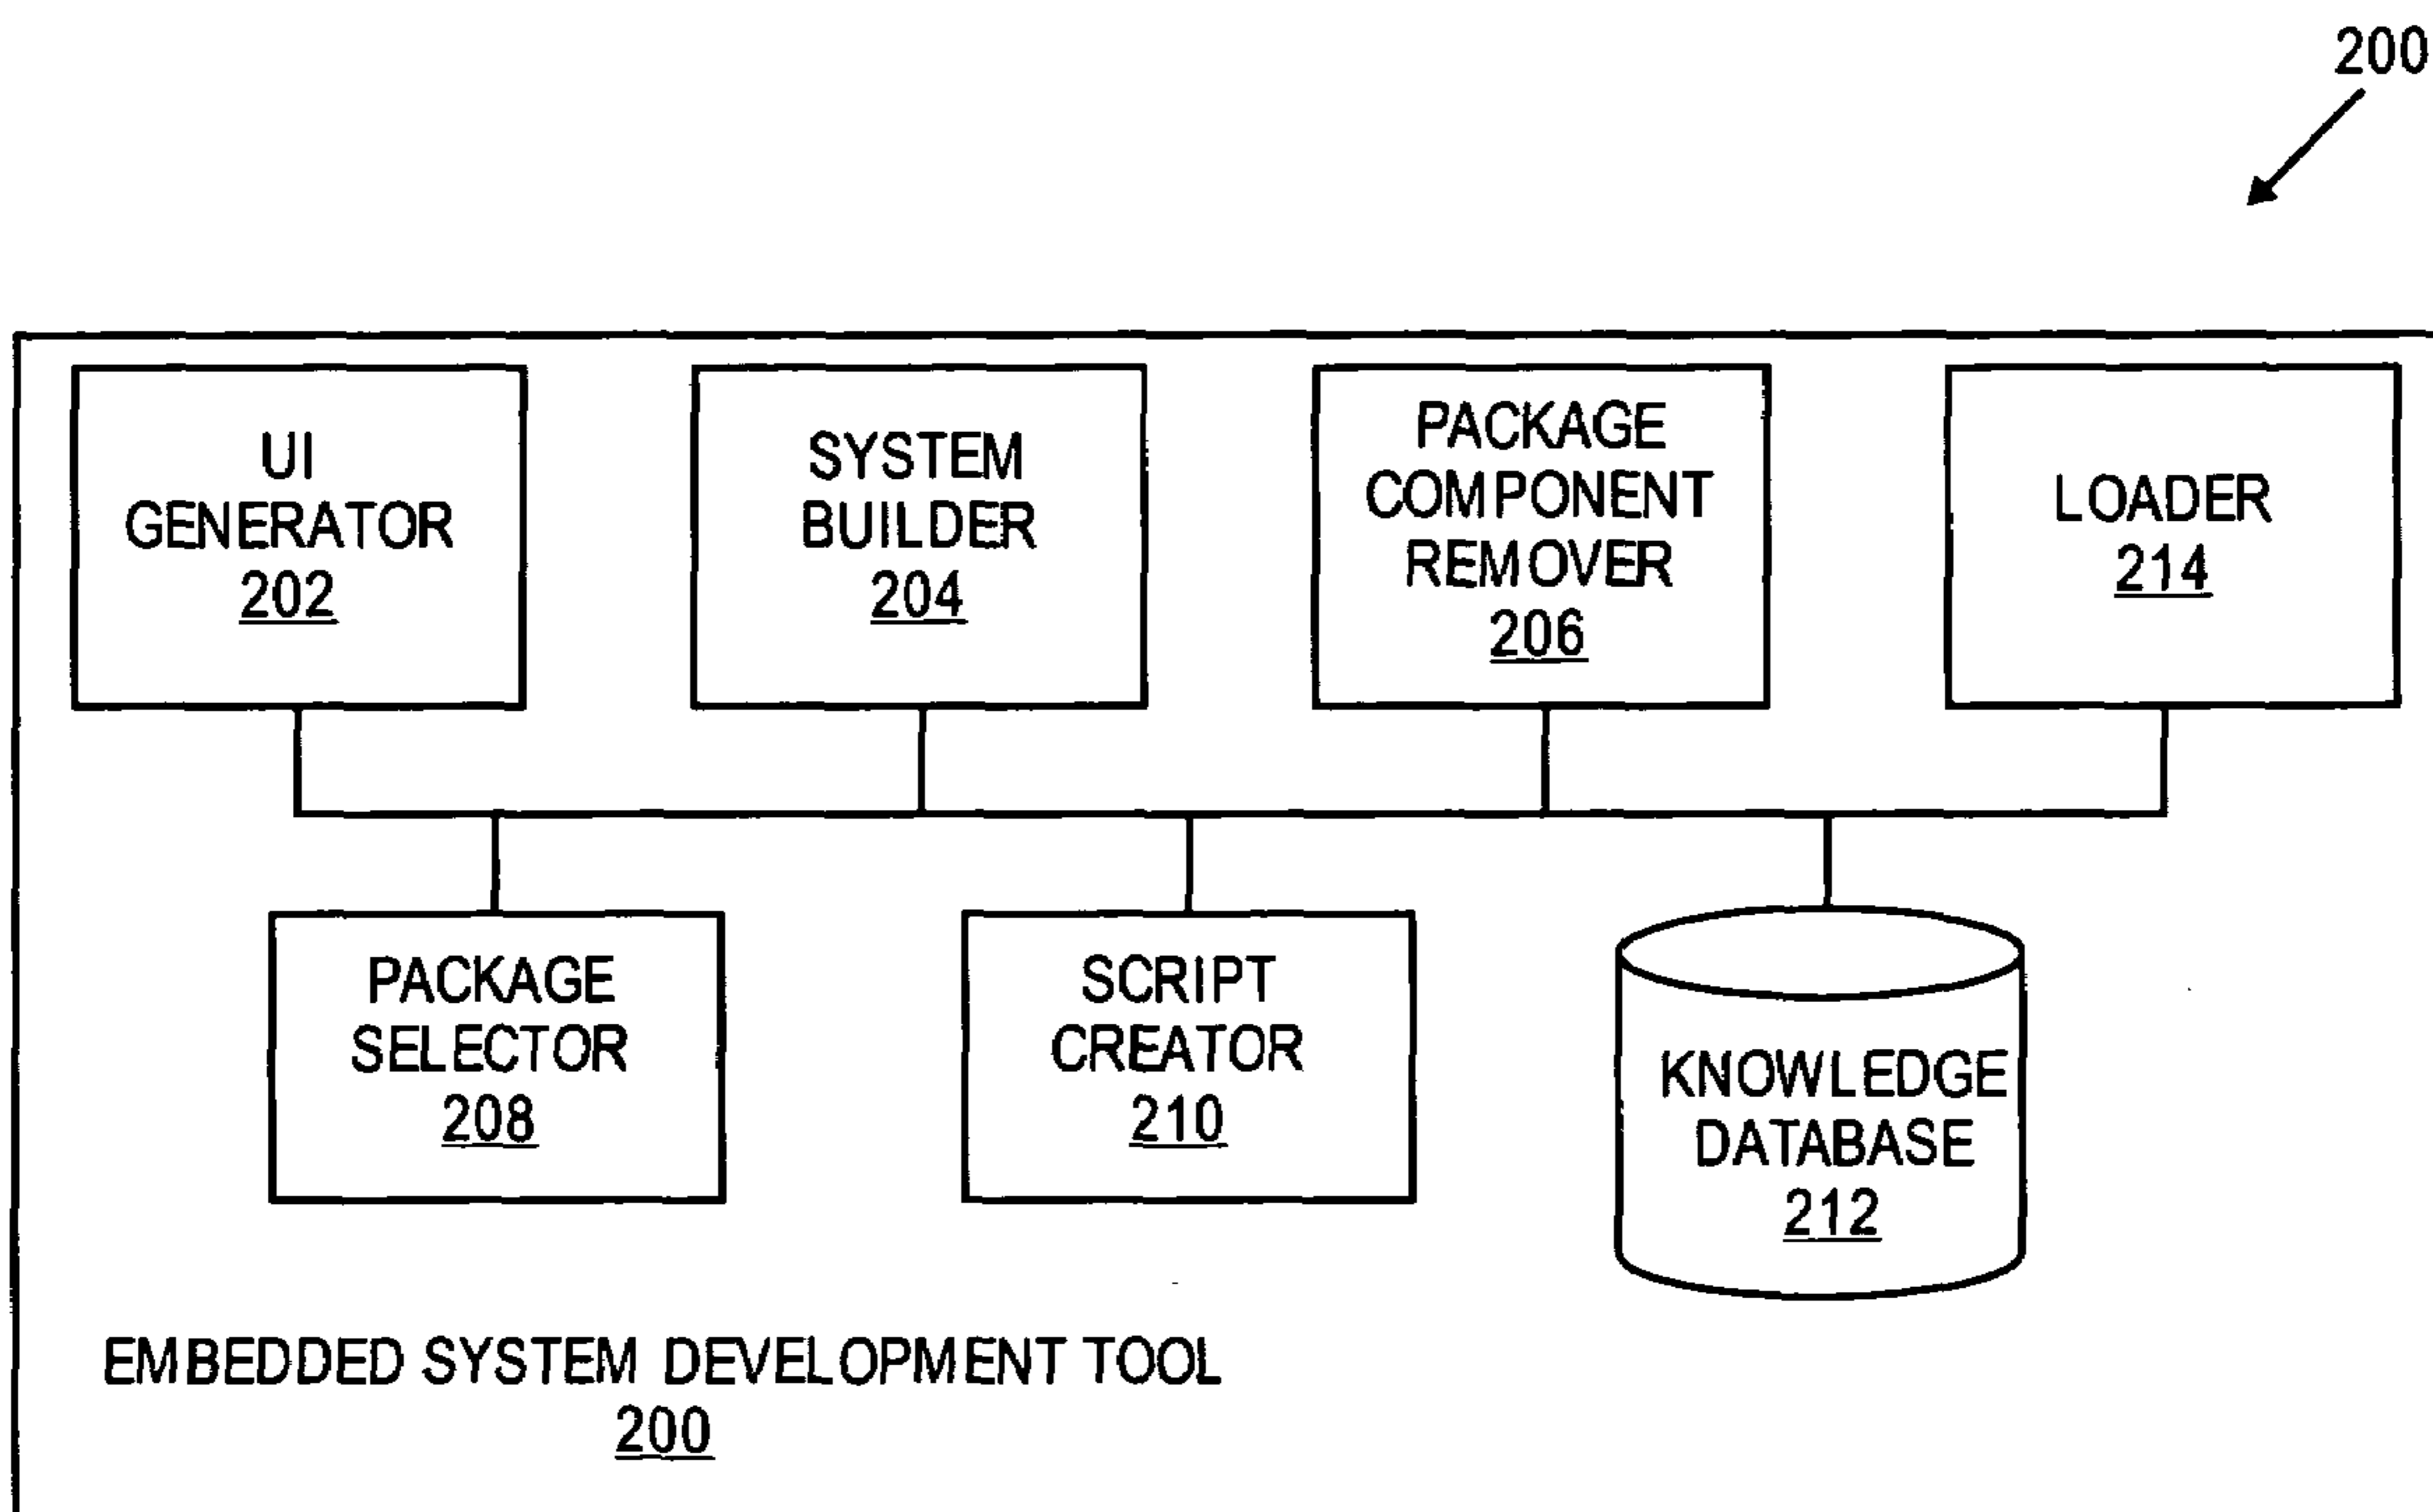 200
UI
GENERATOR
202
SYSTEM
BUILDER
204
PACKAGE
COMPONENT
REMOVER
206
LOADER
214
PACKAGE
SELECTOR
208
SCRIPT
CREATOR
210
KNOWLEDGE
DATABASE
212
EMBEDDED SYSTEM DEVELOPMENT TOOL
200